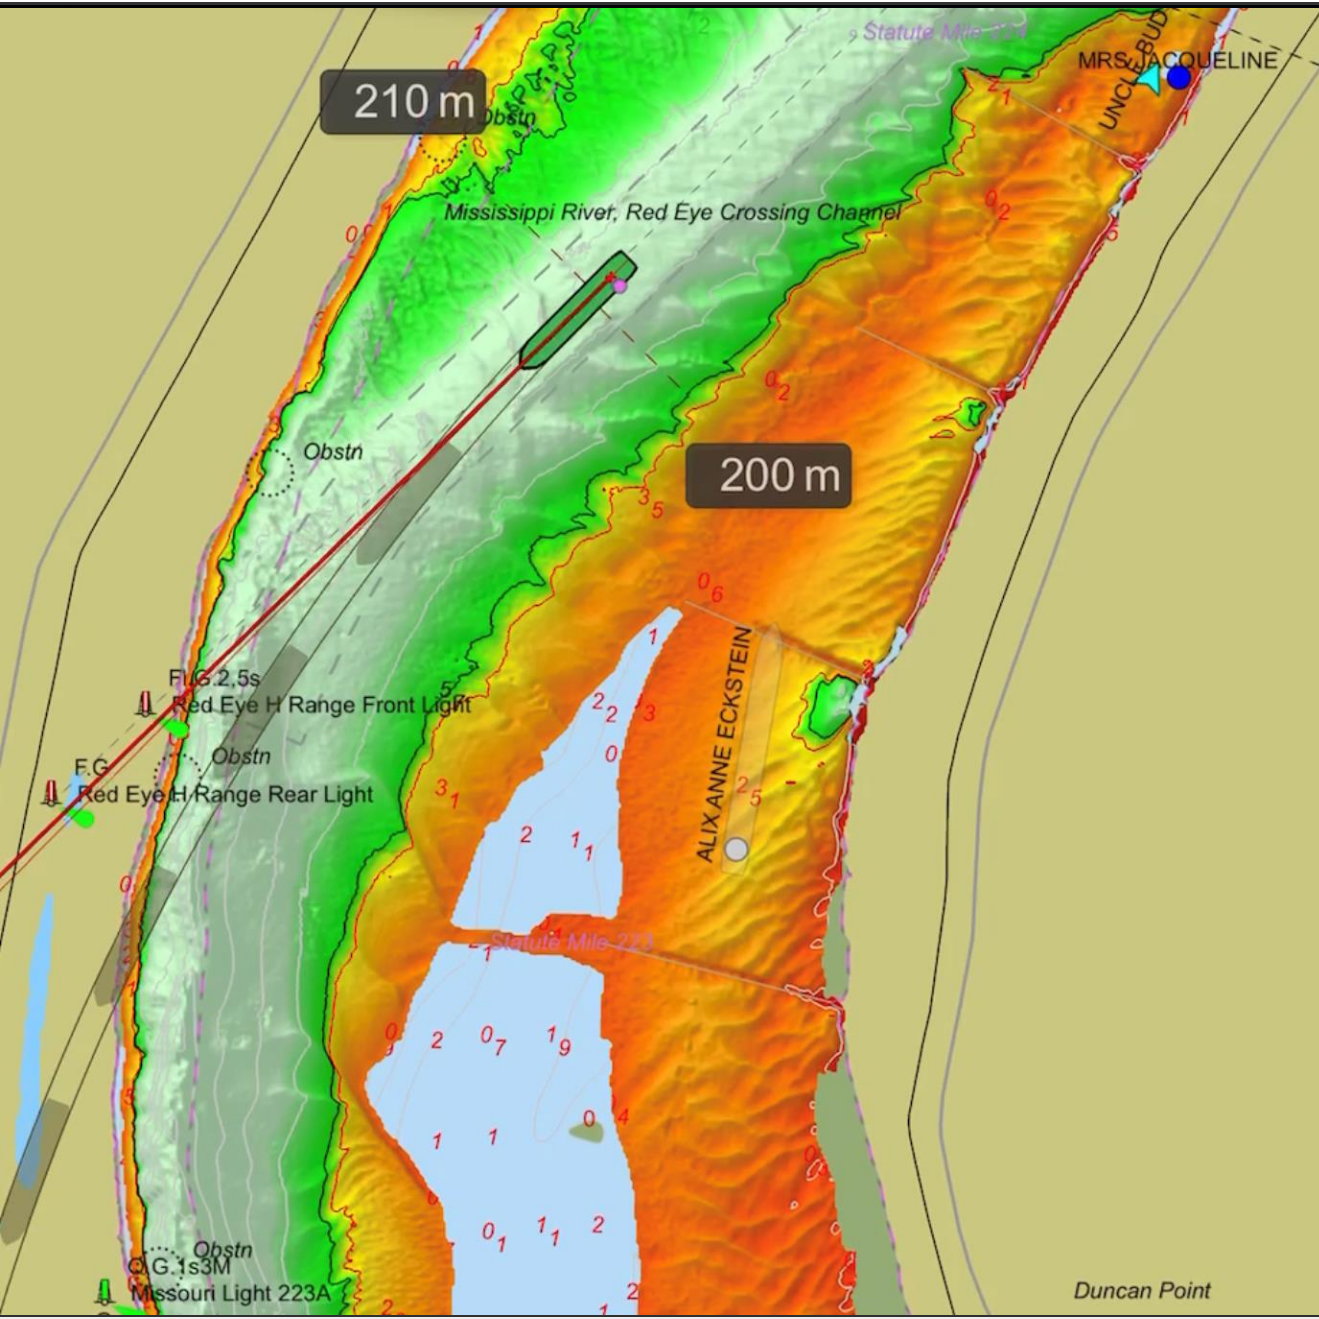 Statute Mile 224
MRS JACQUELINE
UNCLE BUD
210 m
Obstn
Mississippi River, Red Eye Crossing Channel
Obstn
200 m
Fl.G.2,5s
Red Eye H Range Front Light
ALIX ANNE ECKSTEIN
Obstn
F.G
Red Eye H Range Rear Light
Statute Mile 223
Obstn
Q.G.1s3M
Missouri Light 223A
Duncan Point